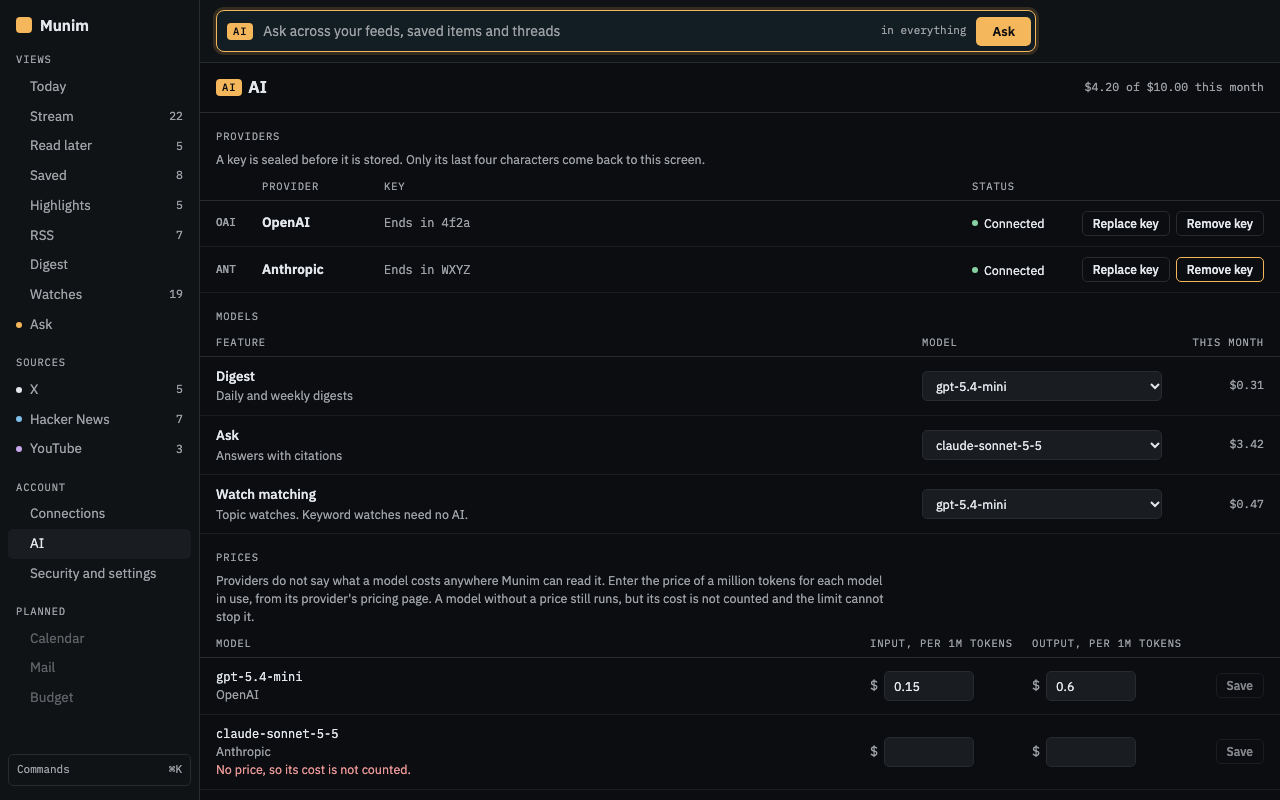 Munim
AI Ask across your feeds, saved items and threads in everything Ask
VIEWS
Today
Stream 22
Read later 5
Saved 8
Highlights 5
RSS 7
Digest
Watches 19
Ask
SOURCES
X 5
Hacker News 7
YouTube 3
ACCOUNT
Connections
AI
Security and settings
PLANNED
Calendar
Mail
Budget
Commands ⌘K
AI AI $4.20 of $10.00 this month
PROVIDERS
A key is sealed before it is stored. Only its last four characters come back to this screen.
PROVIDER KEY STATUS
OAI OpenAI Ends in 4f2a Connected Replace key Remove key
ANT Anthropic Ends in WXYZ Connected Replace key Remove key
MODELS
FEATURE MODEL THIS MONTH
Digest
Daily and weekly digests
gpt-5.4-mini $0.31
Ask
Answers with citations
claude-sonnet-5-5 $3.42
Watch matching
Topic watches. Keyword watches need no AI.
gpt-5.4-mini $0.47
PRICES
Providers do not say what a model costs anywhere Munim can read it. Enter the price of a million tokens for each model
in use, from its provider's pricing page. A model without a price still runs, but its cost is not counted and the limit cannot
stop it.
MODEL INPUT, PER 1M TOKENS OUTPUT, PER 1M TOKENS
gpt-5.4-mini
OpenAI
$ 0.15 $ 0.6 Save
claude-sonnet-5-5
Anthropic
No price, so its cost is not counted.
$ $ Save